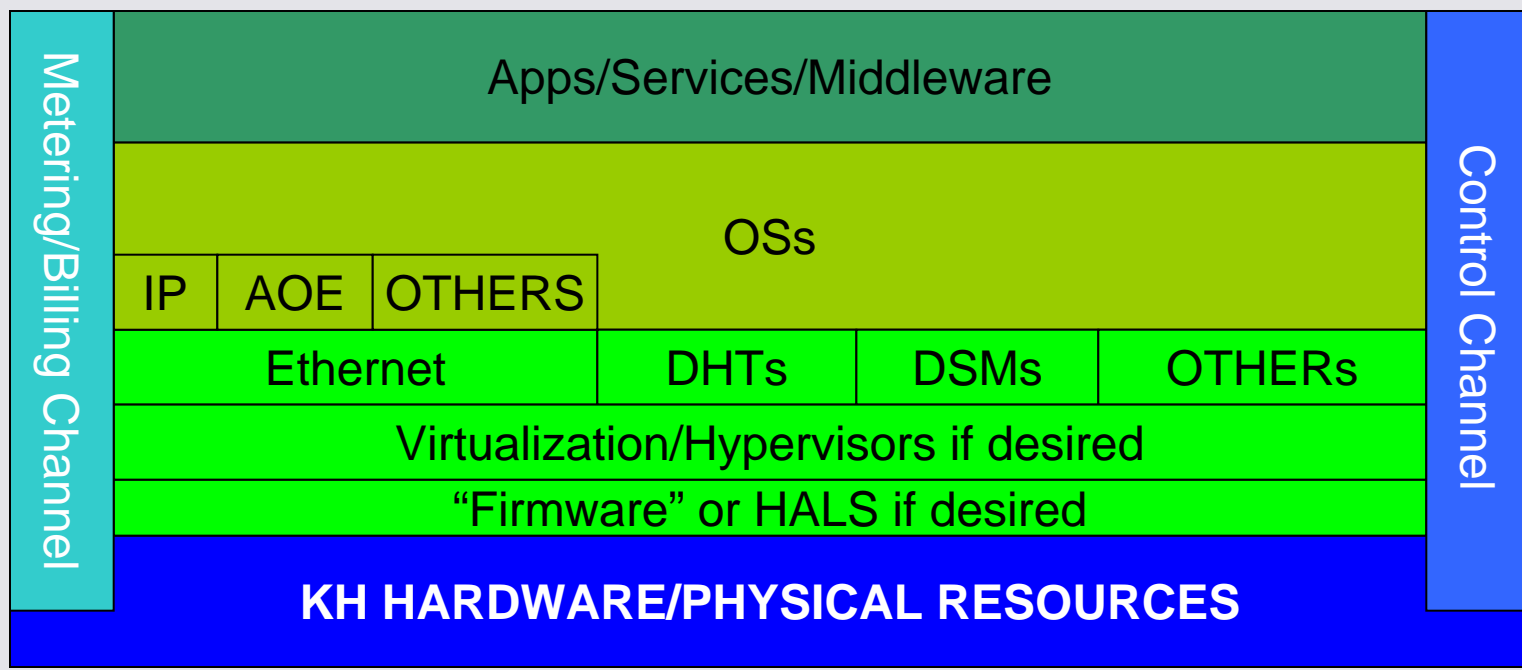 Metering/Billing Channel
Apps/Services/Middleware
Control Channel
OSs
IP
AOE
OTHERS
Ethernet
DHTs
DSMs
OTHERs
Virtualization/Hypervisors if desired
“Firmware” or HALS if desired
KH HARDWARE/PHYSICAL RESOURCES